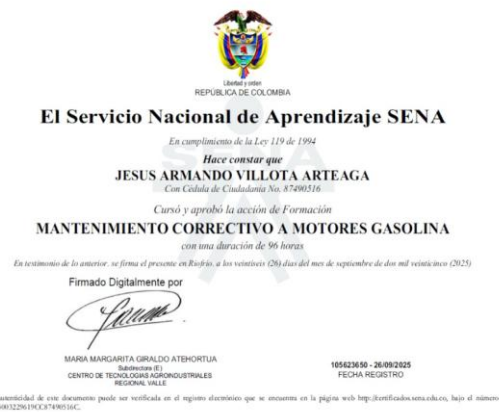 Libertad y orden
REPÚBLICA DE COLOMBIA
El Servicio Nacional de Aprendizaje SENA
En cumplimiento de la Ley 119 de 1994
Hace constar que
JESUS ARMANDO VILLOTA ARTEAGA
Con Cédula de Ciudadanía No. 87490516
Cursó y aprobó la acción de Formación
MANTENIMIENTO CORRECTIVO A MOTORES GASOLINA
con una duración de 96 horas
En testimonio de lo anterior, se firma el presente en Riofrío, a los veintiseis (26) días del mes de septiembre de dos mil veinticinco (2025)
Firmado Digitalmente por
MARIA MARGARITA GIRALDO ATEHORTUA
Subdirectora (E)
CENTRO DE TECNOLOGIAS AGROINDUSTRIALES
REGIONAL VALLE
105623650 - 26/09/2025
FECHA REGISTRO
autenticidad de este documento puede ser verificada en el registro electrónico que se encuentra en la página web http://certificados.sena.edu.co, bajo el número
SENA